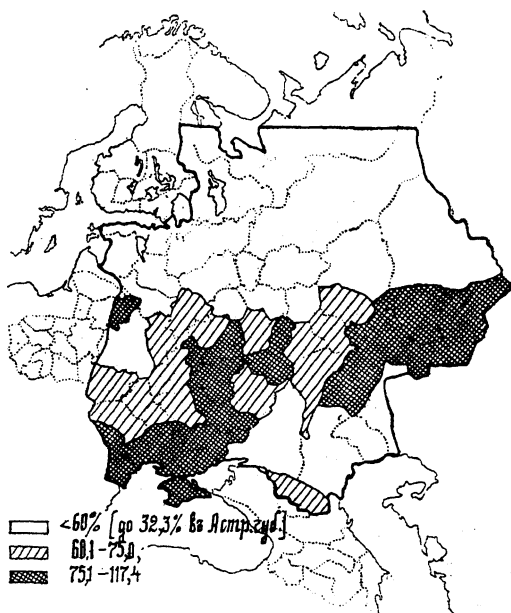 <60% [до 32,3% въ Астр. губ.]
60,1-75,0,
75,1-117,4